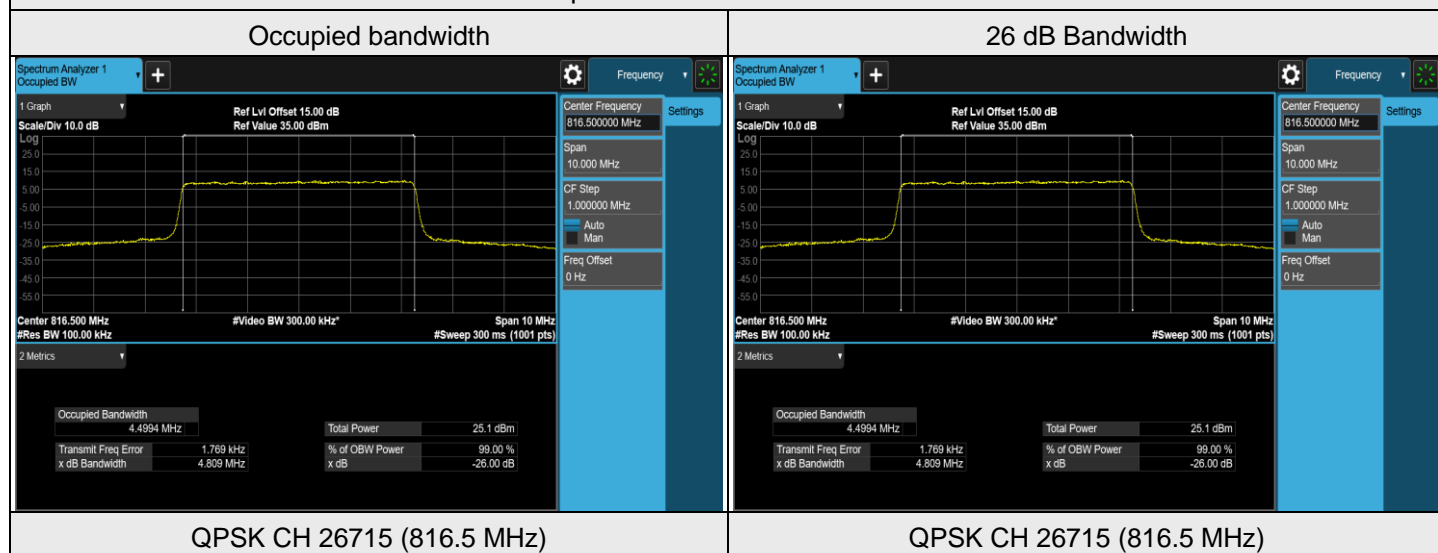 Occupied bandwidth
26 dB Bandwidth
Spectrum Analyzer 1
Occupied BW
Frequency
1 Graph
Scale/Div 10.0 dB
Ref Lvl Offset 15.00 dB
Ref Value 35.00 dBm
Log
25.0
15.0
5.00
-5.00
-15.0
-25.0
-35.0
-45.0
-55.0
Center 816.500 MHz
#Video BW 300.00 kHz*
Span 10 MHz
#Res BW 100.00 kHz
#Sweep 300 ms (1001 pts)
Center Frequency
816.500000 MHz
Settings
Span
10.000 MHz
CF Step
1.000000 MHz
Auto
Man
Freq Offset
0 Hz
2 Metrics
Occupied Bandwidth
4.4994 MHz
Total Power 25.1 dBm
Transmit Freq Error 1.769 kHz
% of OBW Power 99.00 %
x dB Bandwidth 4.809 MHz
x dB -26.00 dB
Spectrum Analyzer 1
Occupied BW
Frequency
1 Graph
Scale/Div 10.0 dB
Ref Lvl Offset 15.00 dB
Ref Value 35.00 dBm
Log
25.0
15.0
5.00
-5.00
-15.0
-25.0
-35.0
-45.0
-55.0
Center 816.500 MHz
#Video BW 300.00 kHz*
Span 10 MHz
#Res BW 100.00 kHz
#Sweep 300 ms (1001 pts)
Center Frequency
816.500000 MHz
Settings
Span
10.000 MHz
CF Step
1.000000 MHz
Auto
Man
Freq Offset
0 Hz
2 Metrics
Occupied Bandwidth
4.4994 MHz
Total Power 25.1 dBm
Transmit Freq Error 1.769 kHz
% of OBW Power 99.00 %
x dB Bandwidth 4.809 MHz
x dB -26.00 dB
QPSK CH 26715 (816.5 MHz)
QPSK CH 26715 (816.5 MHz)